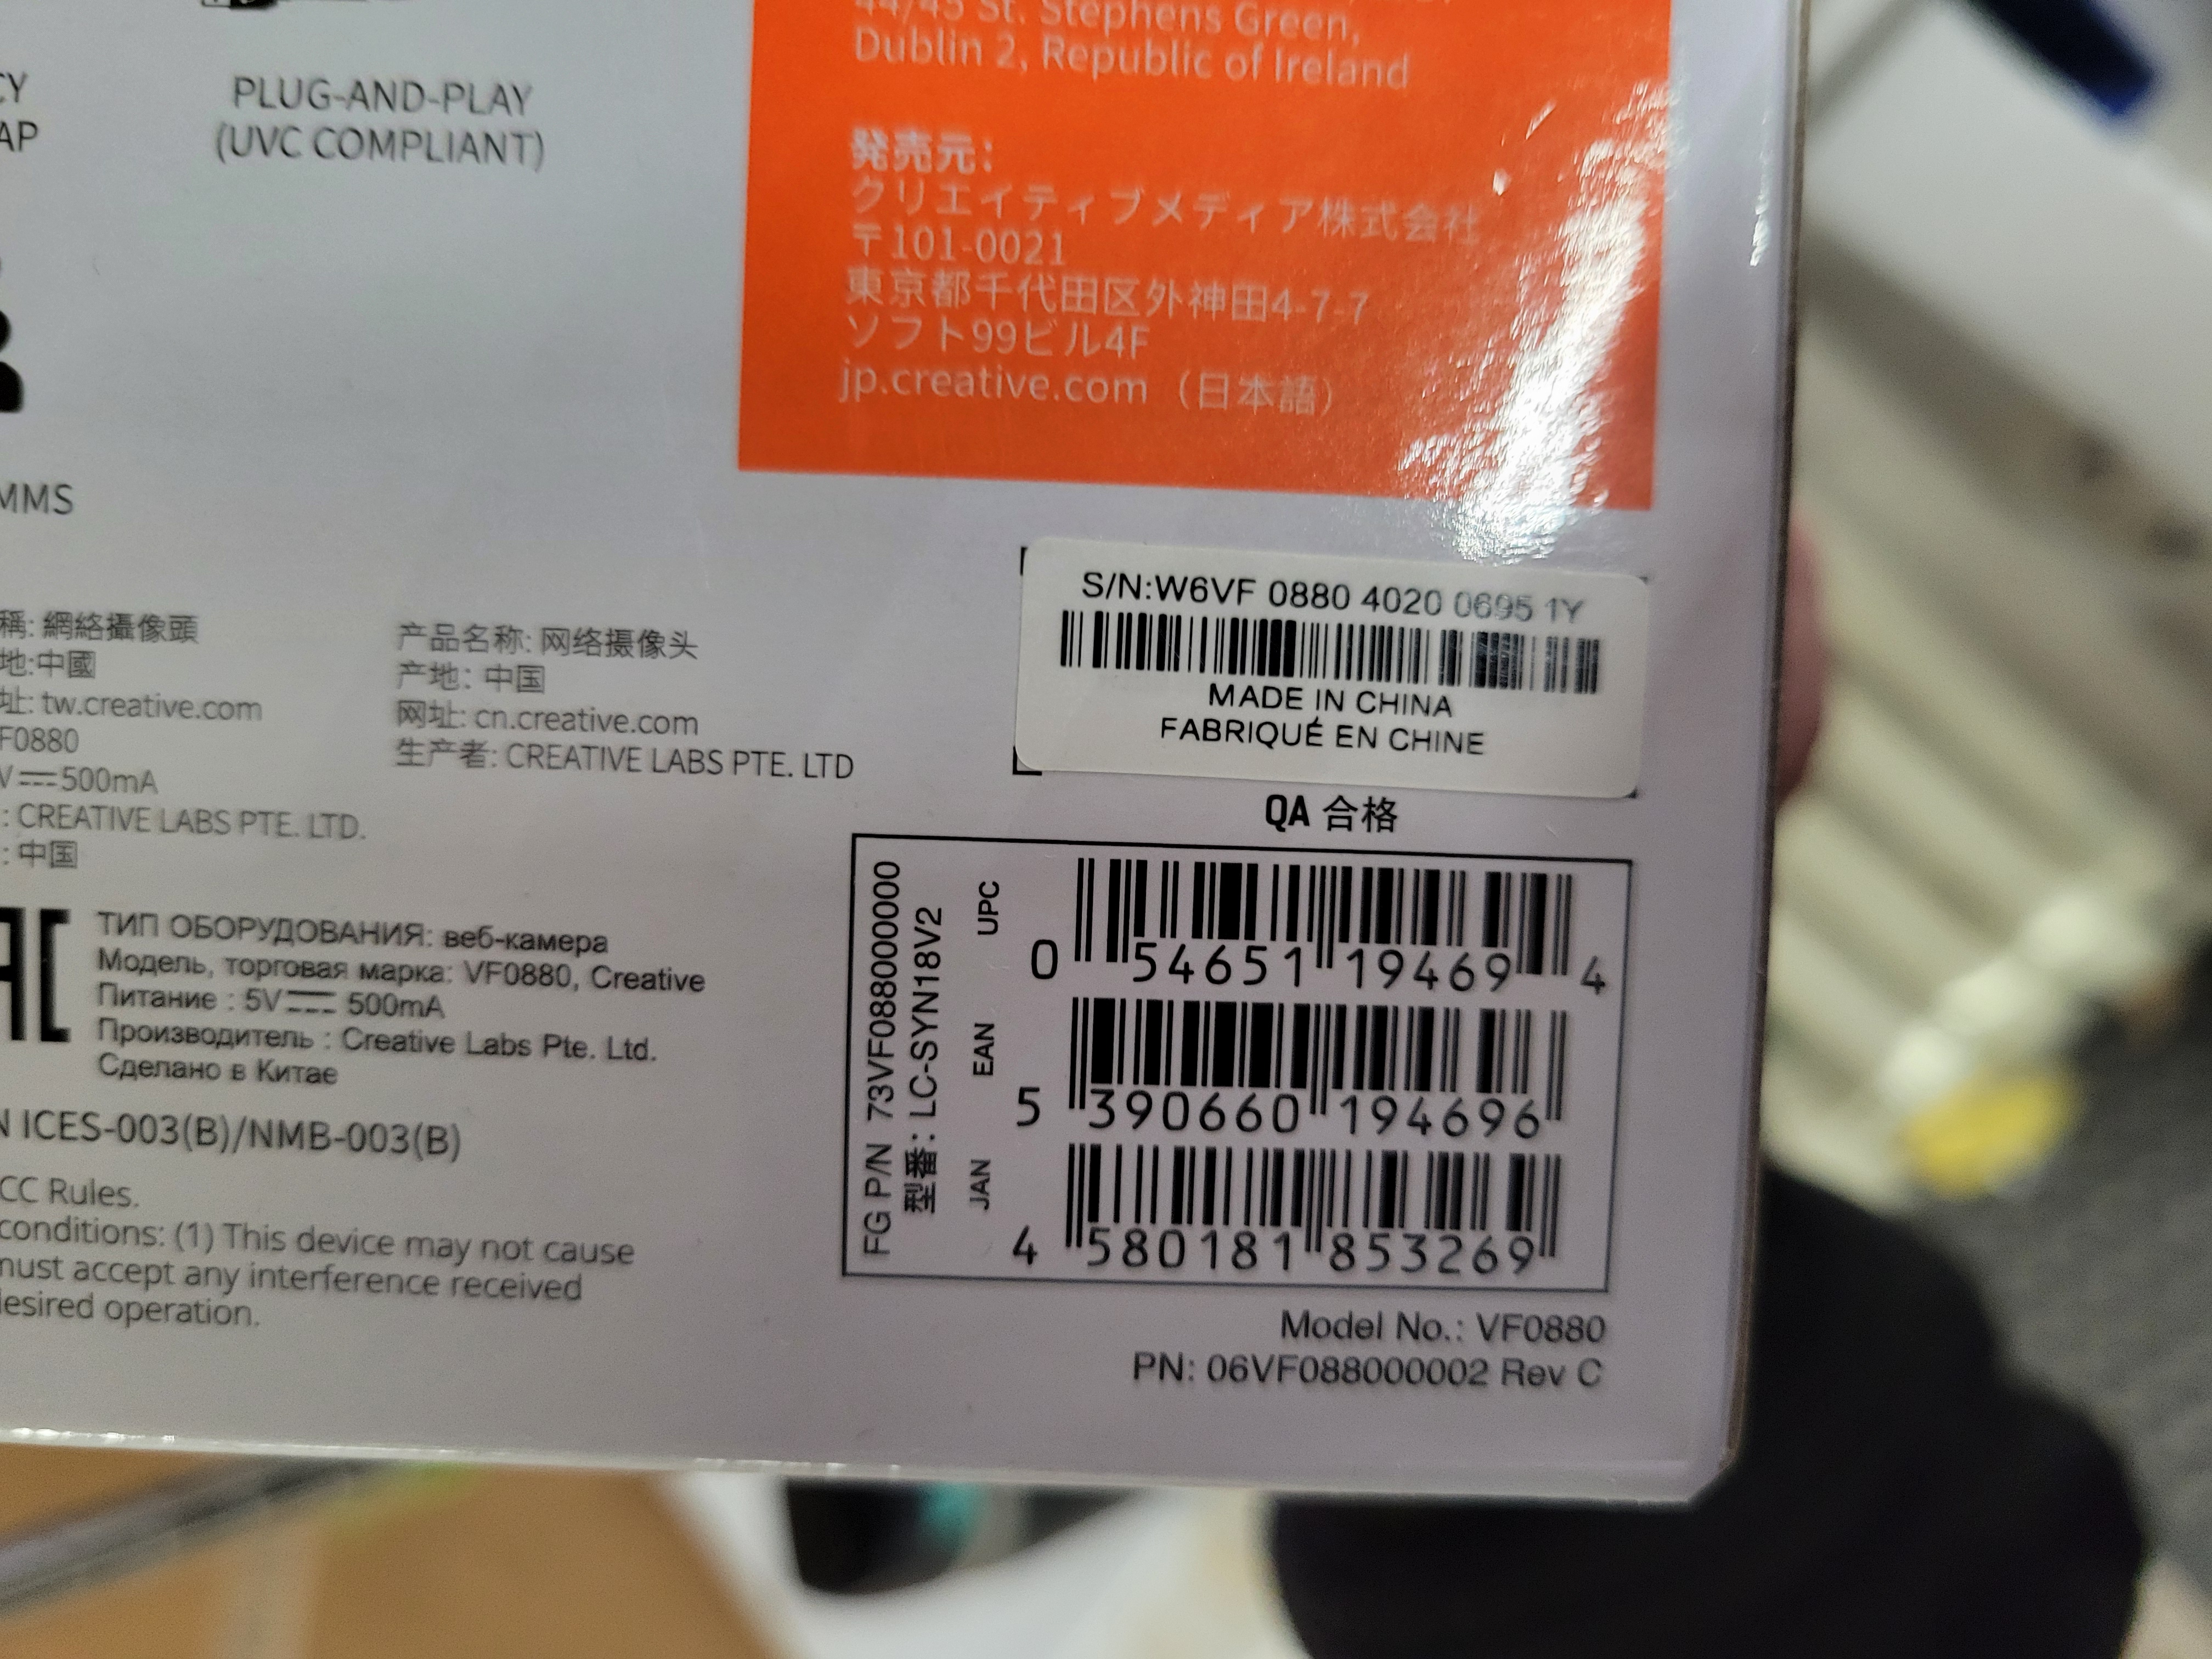 CY
AP
PLUG-AND-PLAY
(UVC COMPLIANT)
44/45 St. Stephens Green,
Dublin 2, Republic of Ireland
発売元：
クリエイティブメディア株式会社
〒101-0021
東京都千代田区外神田4-7-7
ソフト99ビル4F
jp.creative.com（日本語）
MMS
稱: 網絡攝像頭
地:中國
址: tw.creative.com
F0880
V⎓500mA
: CREATIVE LABS PTE. LTD.
: 中国
产品名称: 网络摄像头
产地: 中国
网址: cn.creative.com
生产者: CREATIVE LABS PTE. LTD
S/N:W6VF 0880 4020 0695 1Y
MADE IN CHINA
FABRIQUÉ EN CHINE
QA 合格
ТИП ОБОРУДОВАНИЯ: веб-камера
Модель, торговая марка: VF0880, Creative
Питание : 5V⎓ 500mA
Производитель : Creative Labs Pte. Ltd.
Сделано в Китае
N ICES-003(B)/NMB-003(B)
CC Rules.
conditions: (1) This device may not cause
must accept any interference received
desired operation.
FG P/N 73VF088000000
型番: LC-SYN18V2
UPC
0 54651 19469 4
EAN
5 390660 194696
JAN
4 580181 853269
Model No.: VF0880
PN: 06VF088000002 Rev C